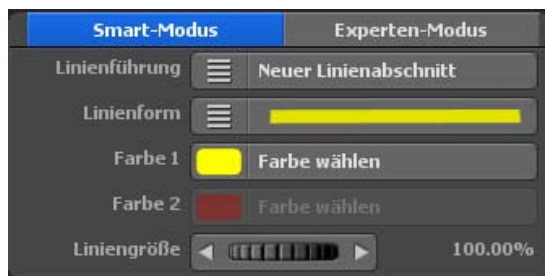 Smart-Modus Experten-Modus
Linienführung Neuer Linienabschnitt
Linienform
Farbe 1 Farbe wählen
Farbe 2 Farbe wählen
Liniengröße 100.00%